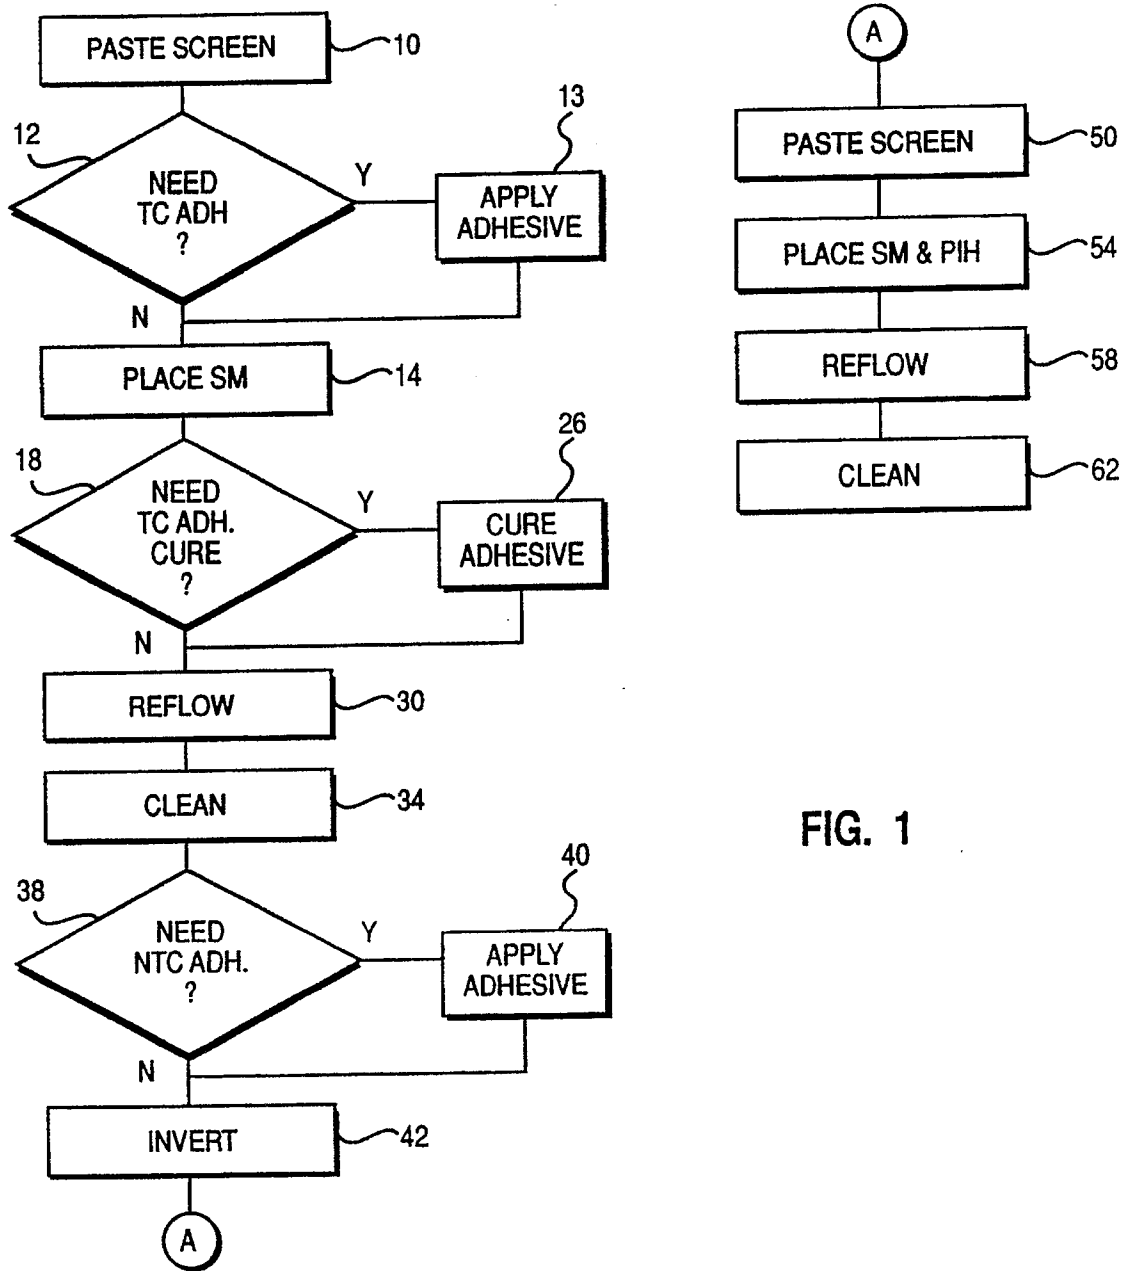 PASTE SCREEN
10
12
NEED
TC ADH
?
Y
13
APPLY
ADHESIVE
N
PLACE SM
14
18
NEED
TC ADH.
CURE
?
Y
26
CURE
ADHESIVE
N
REFLOW
30
CLEAN
34
38
NEED
NTC ADH.
?
Y
40
APPLY
ADHESIVE
N
INVERT
42
A
A
PASTE SCREEN
50
PLACE SM & PIH
54
REFLOW
58
CLEAN
62
FIG. 1